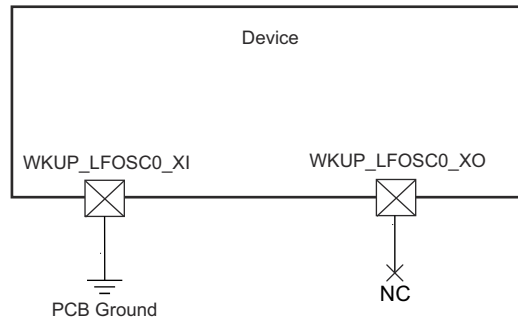 Device
WKUP_LFOSC0_XI
WKUP_LFOSC0_XO
PCB Ground
NC